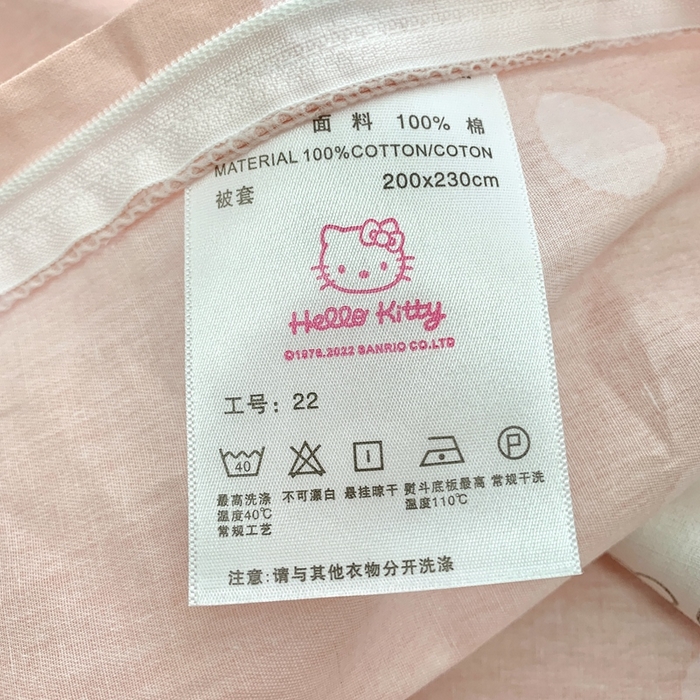 面 料 100% 棉
MATERIAL 100%COTTON/COTON
被套 200x230cm
Hello Kitty
©1976.2022 SANRIO CO.LTD
工号: 22
40
最高洗涤温度40℃常规工艺
不可漂白
悬挂晾干
熨斗底板最高温度110℃
常规干洗
P
注意:请与其他衣物分开洗涤